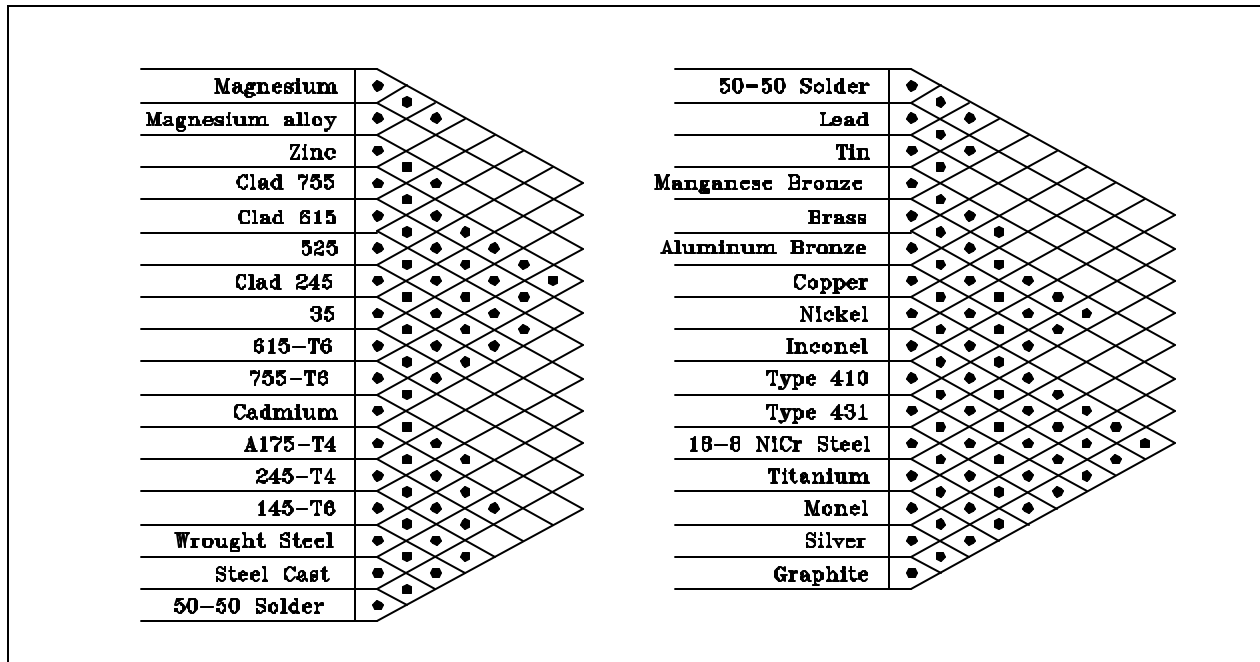 Magnesium
Magnesium alloy
Zinc
Clad 755
Clad 615
525
Clad 245
35
615-T6
755-T6
Cadmium
A175-T4
245-T4
145-T6
Wrought Steel
Steel Cast
50-50 Solder
50-50 Solder
Lead
Tin
Manganese Bronze
Brass
Aluminum Bronze
Copper
Nickel
Inconel
Type 410
Type 431
18-8 NiCr Steel
Titanium
Monel
Silver
Graphite